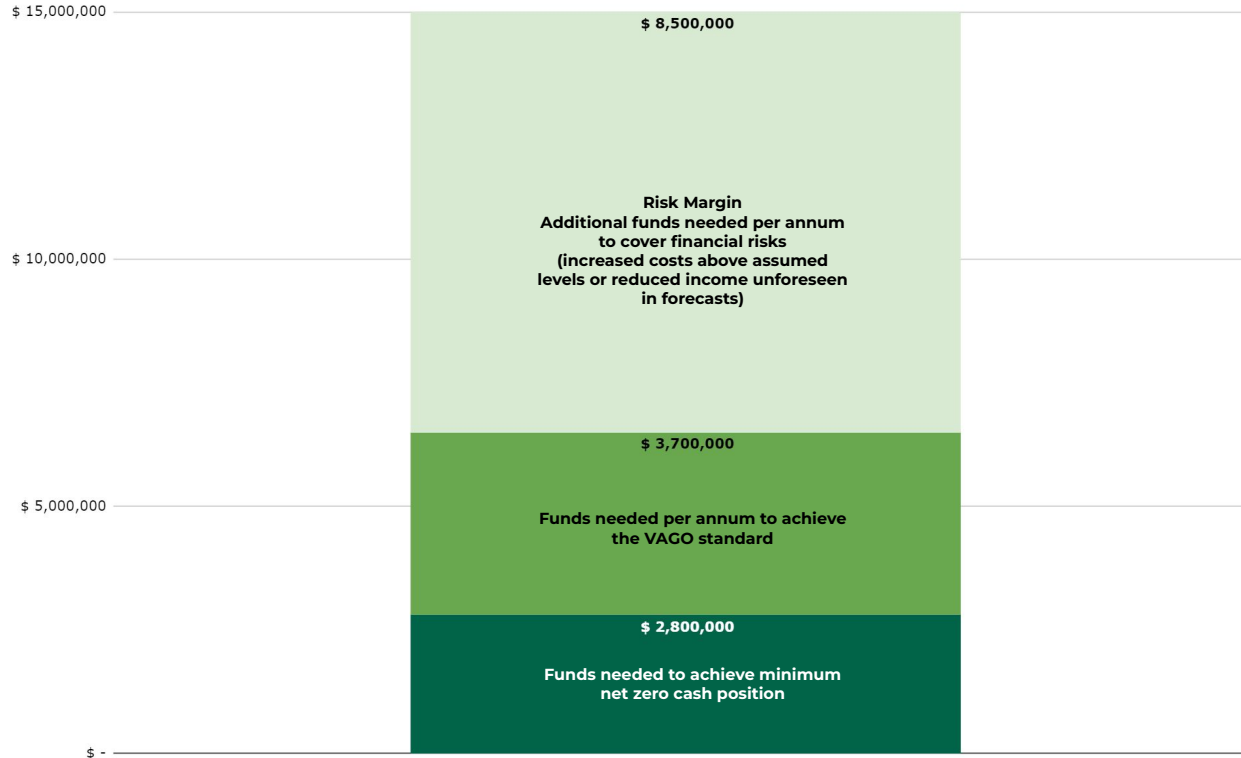 $ 15,000,000
$ 8,500,000
Risk Margin
Additional funds needed per annum
to cover financial risks
(increased costs above assumed
levels or reduced income unforeseen
in forecasts)
$ 10,000,000
$ 3,700,000
$ 5,000,000
Funds needed per annum to achieve
the VAGO standard
$ 2,800,000
Funds needed to achieve minimum
net zero cash position
$ -